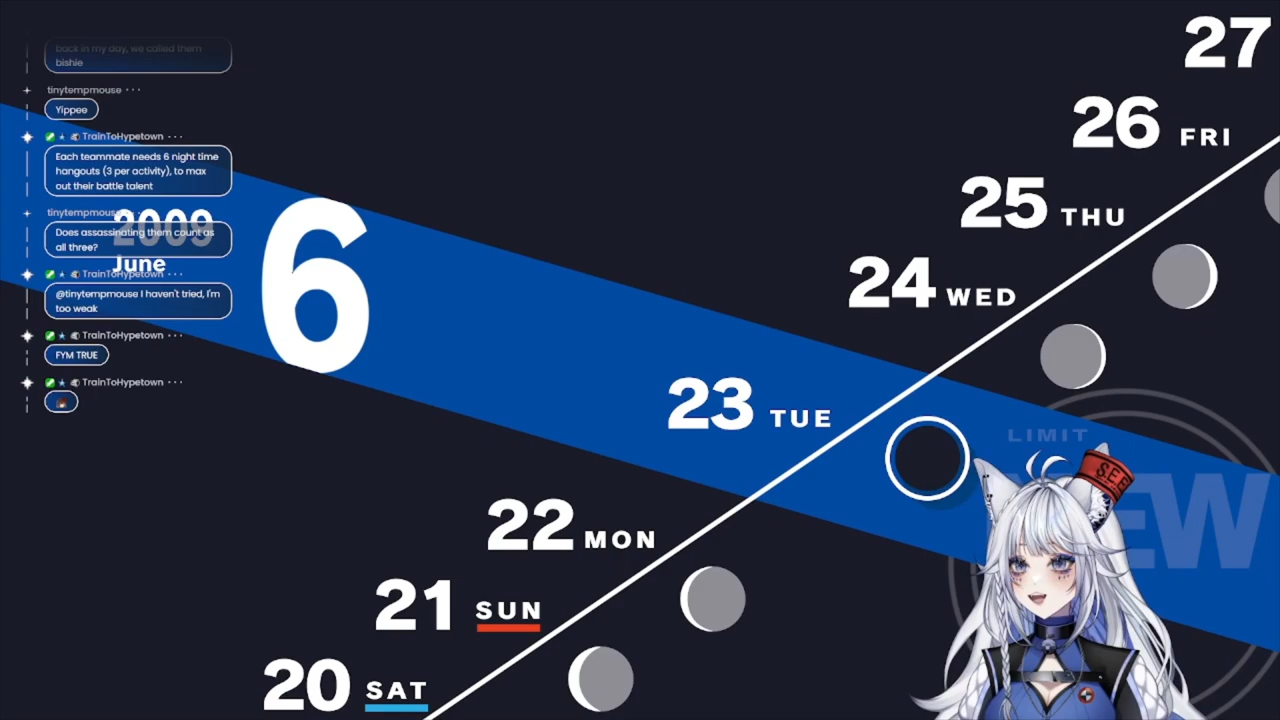 back in my day, we called them
bishie
tinytempmouse
Yippee
TrainToHypetown
Each teammate needs 6 night time
hangouts (3 per activity), to max
out their battle talent
tinytempmouse
Does assassinating them count as
all three?
TrainToHypetown
@tinytempmouse I haven't tried, I'm
too weak
TrainToHypetown
FYM TRUE
TrainToHypetown
2009
June
6
27
26 FRI
25 THU
24 WED
23 TUE
22 MON
21 SUN
20 SAT
LIMIT
EW
S.E.E